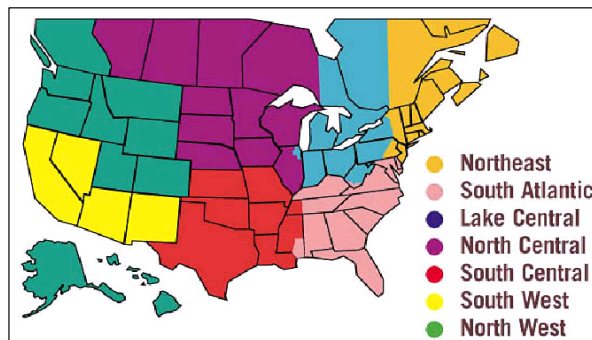 Northeast
South Atlantic
Lake Central
North Central
South Central
South West
North West